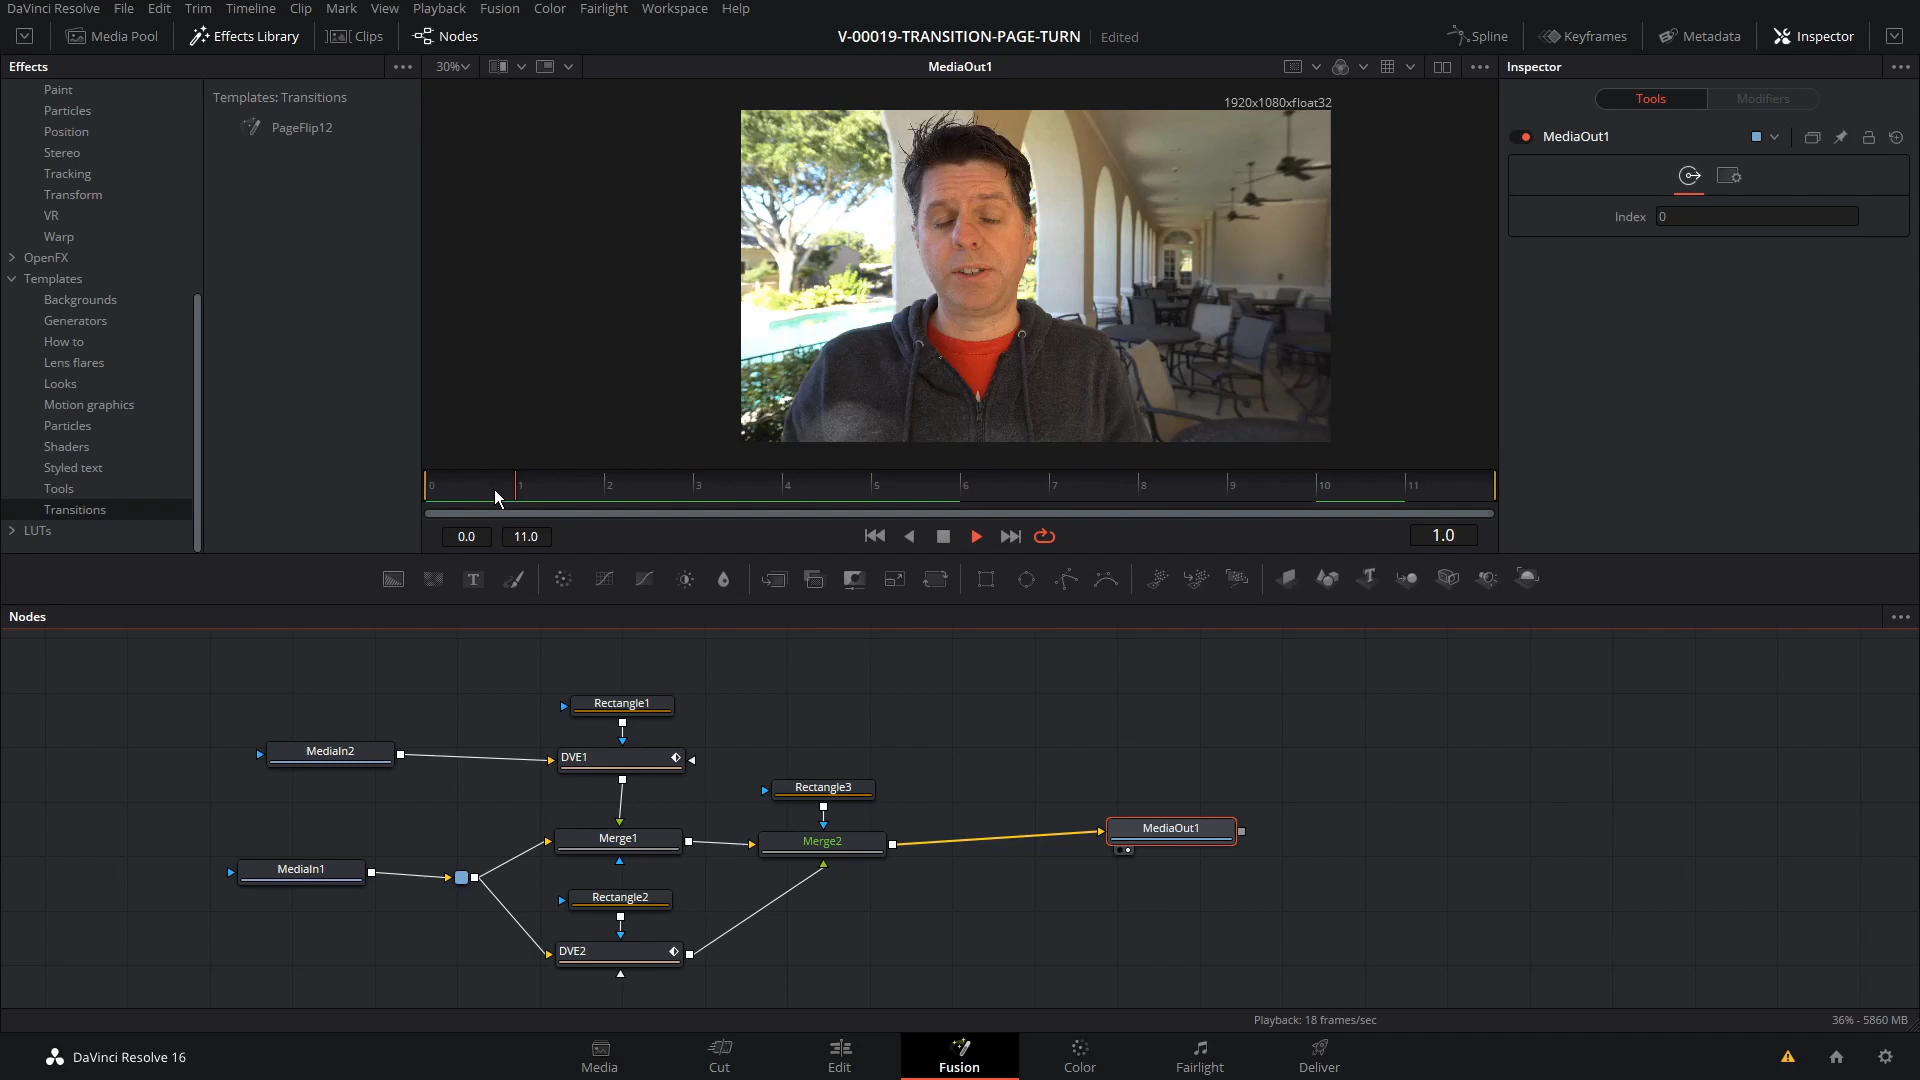 DaVinci Resolve File Edit Trim Timeline Clip Mark View Playback Fusion Color Fairlight Workspace Help
Media Pool Effects Library Clips Nodes V-00019-TRANSITION-PAGE-TURN Edited Spline Keyframes Metadata Inspector
Effects 30% MediaOut1 Inspector
Paint
Particles
Position
Stereo
Tracking
Transform
VR
Warp
OpenFX
Templates
Backgrounds
Generators
How to
Lens flares
Looks
Motion graphics
Particles
Shaders
Styled text
Tools
Transitions
LUTs
Templates: Transitions
PageFlip12
1920x1080xfloat32
0 1 2 3 4 5 6 7 8 9 10 11
0.0 11.0 1.0
Tools Modifiers
MediaOut1
Index 0
Nodes
Rectangle1
MediaIn2
DVE1
Rectangle3
MediaOut1
Merge1
Merge2
MediaIn1
Rectangle2
DVE2
Playback: 18 frames/sec 36% - 5860 MB
DaVinci Resolve 16 Media Cut Edit Fusion Color Fairlight Deliver